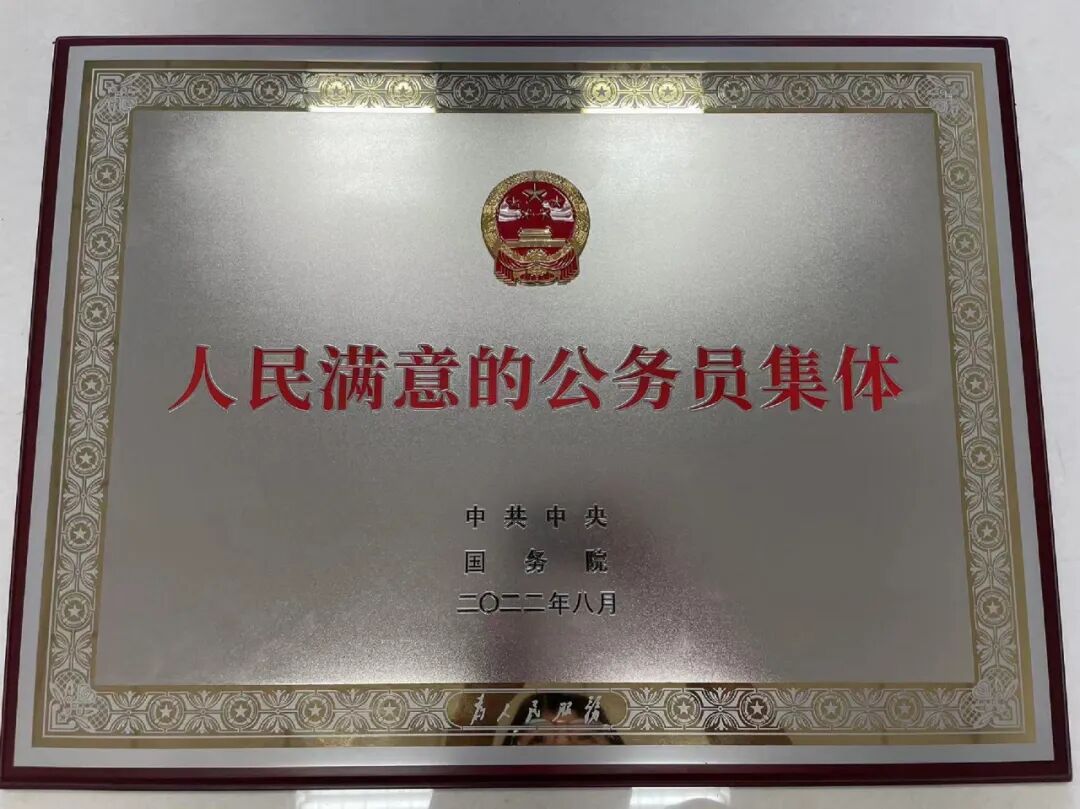 人民满意的公务员集体
中共中央
国务院
二〇二二年八月
为人民服务